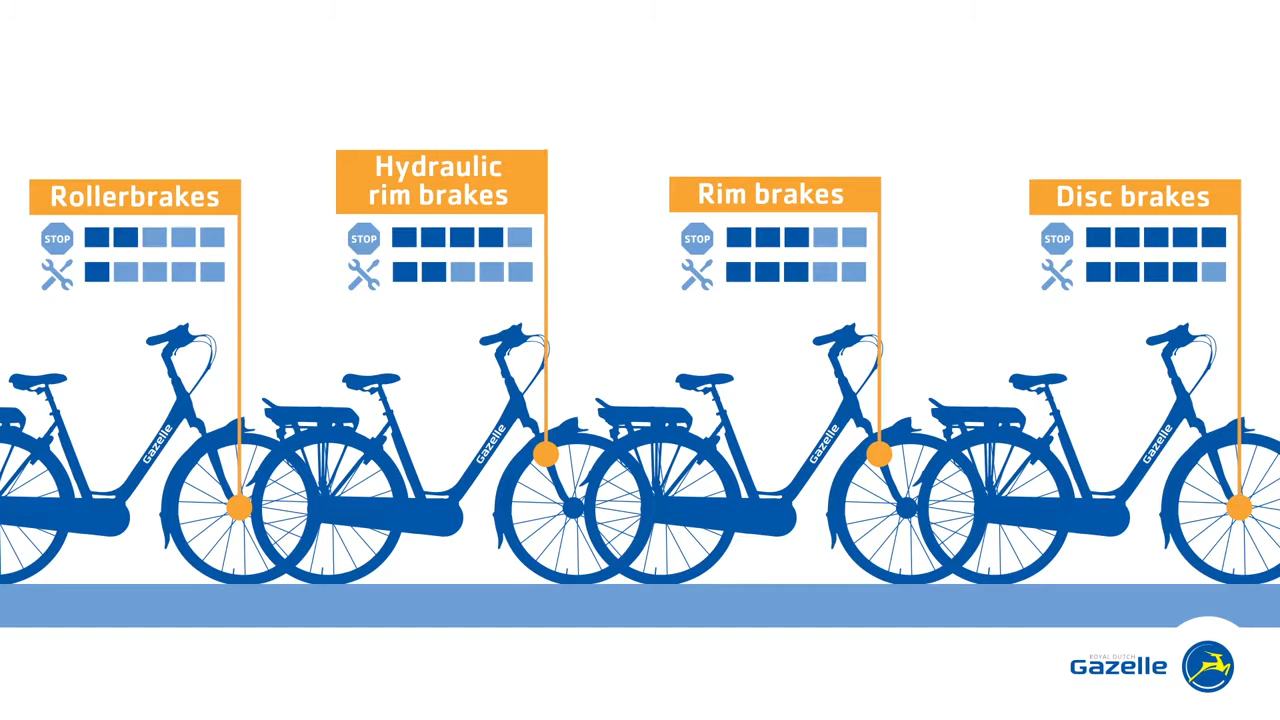 Rollerbrakes
STOP
Hydraulic
rim brakes
STOP
Rim brakes
STOP
Disc brakes
STOP
Gazelle
Gazelle
Gazelle
Gazelle
ROYAL DUTCH
Gazelle